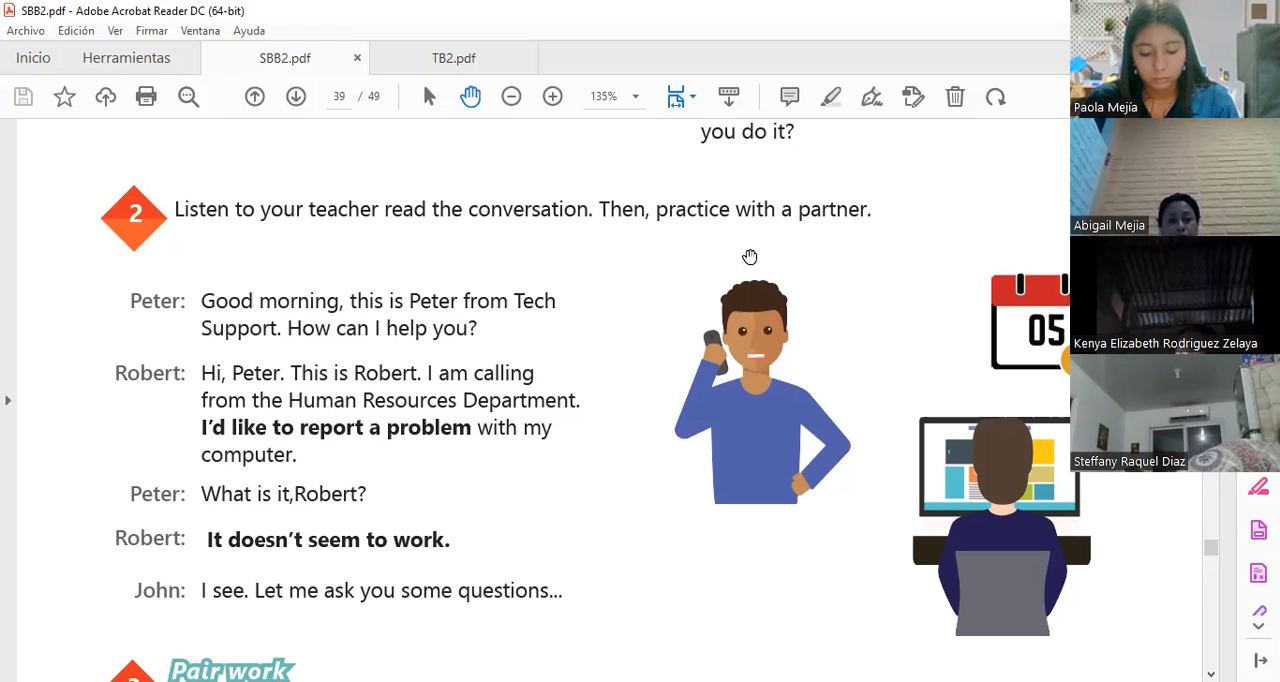 SBB2.pdf - Adobe Acrobat Reader DC (64-bit)
Archivo Edición Ver Firmar Ventana Ayuda
Inicio Herramientas SBB2.pdf × TB2.pdf
39 / 49 135%
you do it?
2 Listen to your teacher read the conversation. Then, practice with a partner.
Peter: Good morning, this is Peter from Tech
Support. How can I help you?
Robert: Hi, Peter. This is Robert. I am calling
from the Human Resources Department.
I'd like to report a problem with my
computer.
Peter: What is it,Robert?
Robert: It doesn't seem to work.
John: I see. Let me ask you some questions...
3 Pair work
05
Paola Mejía
Abigail Mejia
Kenya Elizabeth Rodriguez Zelaya
Steffany Raquel Diaz